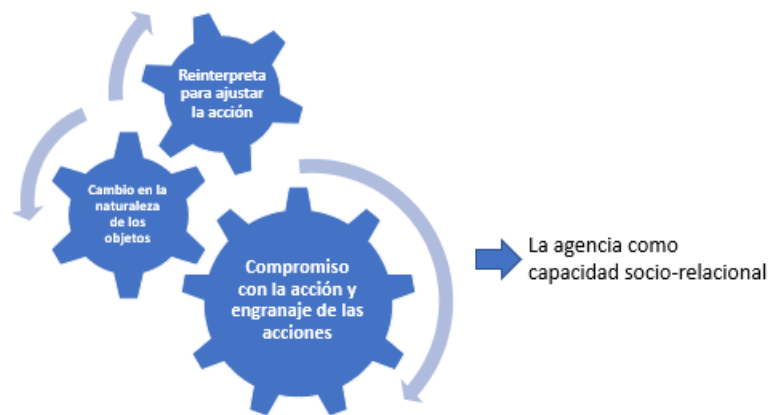 Reinterpreta
para ajustar
la acción
Cambio en la
naturaleza
de los
objetos
Compromiso
con la acción y
engranaje de las
acciones
La agencia como
capacidad socio-relacional